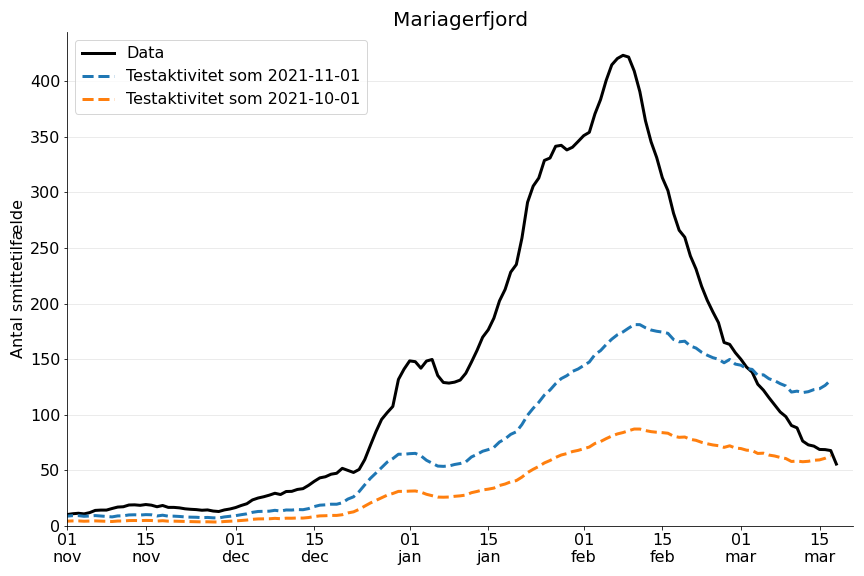 Mariagerfjord
Data
Testaktivitet som 2021-11-01
Testaktivitet som 2021-10-01
Antal smittetilfælde
400
350
300
250
200
150
100
50
0
01 15 01 15 01 15 01 15 01 15
nov nov dec dec jan jan feb feb mar mar